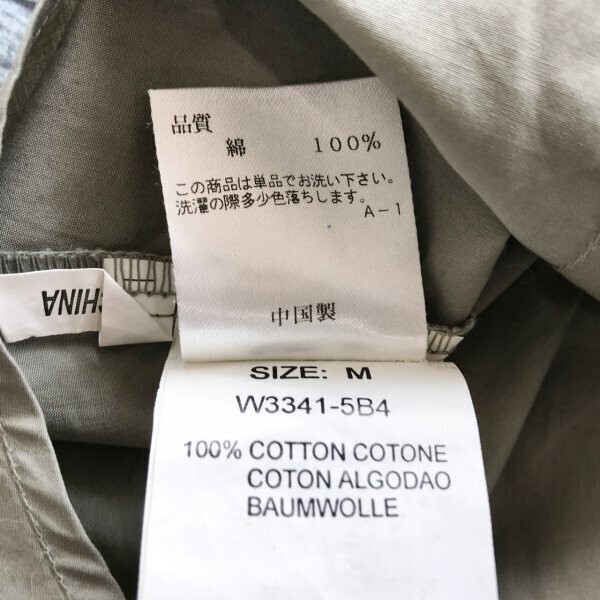 品質
綿 100%
この商品は単品でお洗い下さい。
洗濯の際多少色落ちします。
A-1
中国製
CHINA
SIZE: M
W3341-5B4
100% COTTON COTONE
COTON ALGODAO
BAUMWOLLE